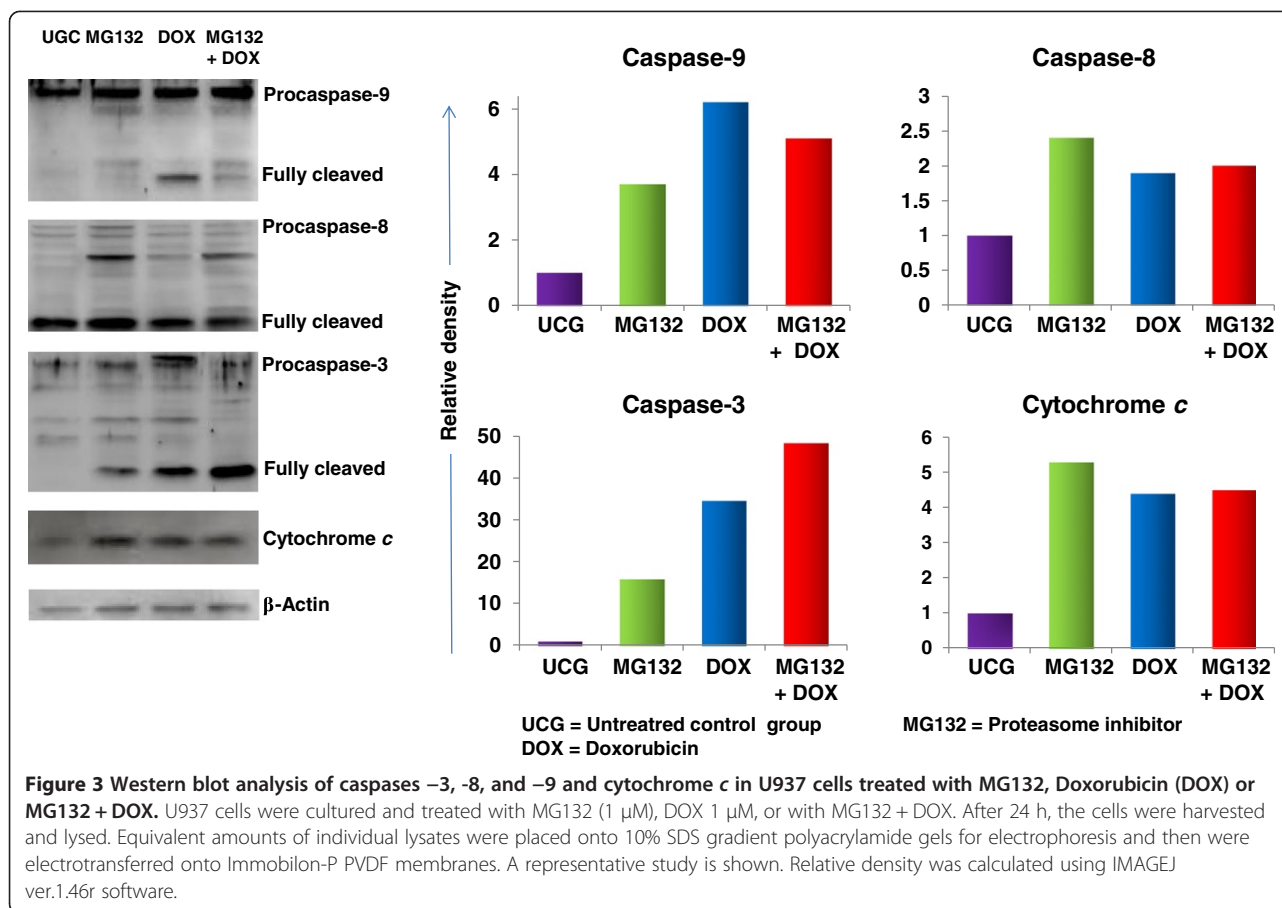 UGC MG132 DOX MG132
+ DOX
Procaspase-9
Fully cleaved
Procaspase-8
Fully cleaved
Procaspase-3
Fully cleaved
Cytochrome c
β-Actin
Relative density
Caspase-9
6
4
2
0
UCG MG132 DOX MG132
+ DOX
Caspase-8
3
2.5
2
1.5
1
0.5
0
UCG MG132 DOX MG132
+ DOX
Caspase-3
50
40
30
20
10
0
UCG MG132 DOX MG132
+ DOX
Cytochrome c
6
5
4
3
2
1
0
UCG MG132 DOX MG132
+ DOX
UCG = Untreatred control group
DOX = Doxorubicin
MG132 = Proteasome inhibitor
Figure 3 Western blot analysis of caspases −3, -8, and −9 and cytochrome c in U937 cells treated with MG132, Doxorubicin (DOX) or
MG132 + DOX. U937 cells were cultured and treated with MG132 (1 μM), DOX 1 μM, or with MG132 + DOX. After 24 h, the cells were harvested
and lysed. Equivalent amounts of individual lysates were placed onto 10% SDS gradient polyacrylamide gels for electrophoresis and then were
electrotransferred onto Immobilon-P PVDF membranes. A representative study is shown. Relative density was calculated using IMAGEJ
ver.1.46r software.